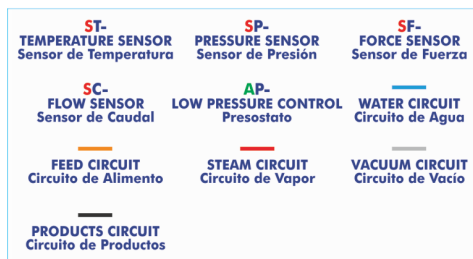 ST-
TEMPERATURE SENSOR
Sensor de Temperatura
SP-
PRESSURE SENSOR
Sensor de Presión
SF-
FORCE SENSOR
Sensor de Fuerza
SC-
FLOW SENSOR
Sensor de Caudal
AP-
LOW PRESSURE CONTROL
Presostato
WATER CIRCUIT
Circuito de Agua
FEED CIRCUIT
Circuito de Alimento
STEAM CIRCUIT
Circuito de Vapor
VACUUM CIRCUIT
Circuito de Vacío
PRODUCTS CIRCUIT
Circuito de Productos